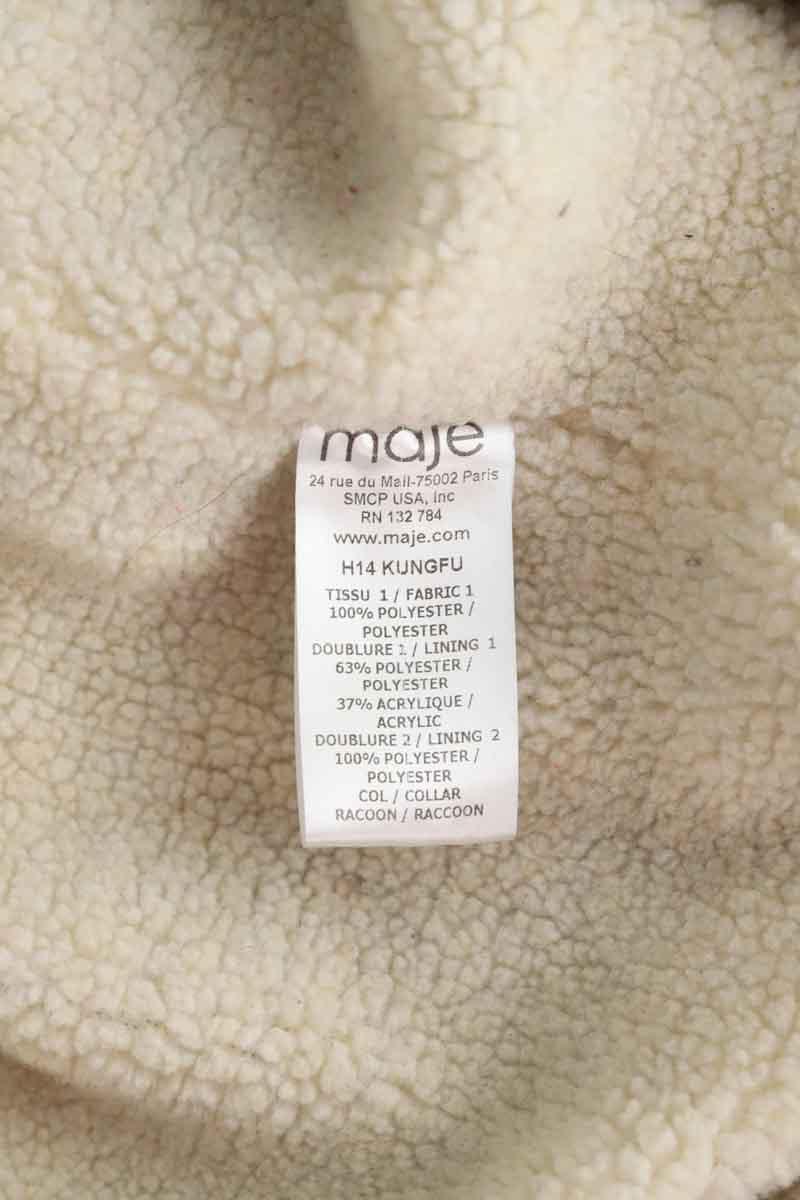 maje
24 rue du Mail-75002 Paris
SMCP USA, Inc
RN 132 784
www.maje.com
H14 KUNGFU
TISSU 1 / FABRIC 1
100% POLYESTER /
POLYESTER
DOUBLURE 1 / LINING 1
63% POLYESTER /
POLYESTER
37% ACRYLIQUE /
ACRYLIC
DOUBLURE 2 / LINING 2
100% POLYESTER /
POLYESTER
COL / COLLAR
RACOON / RACCOON